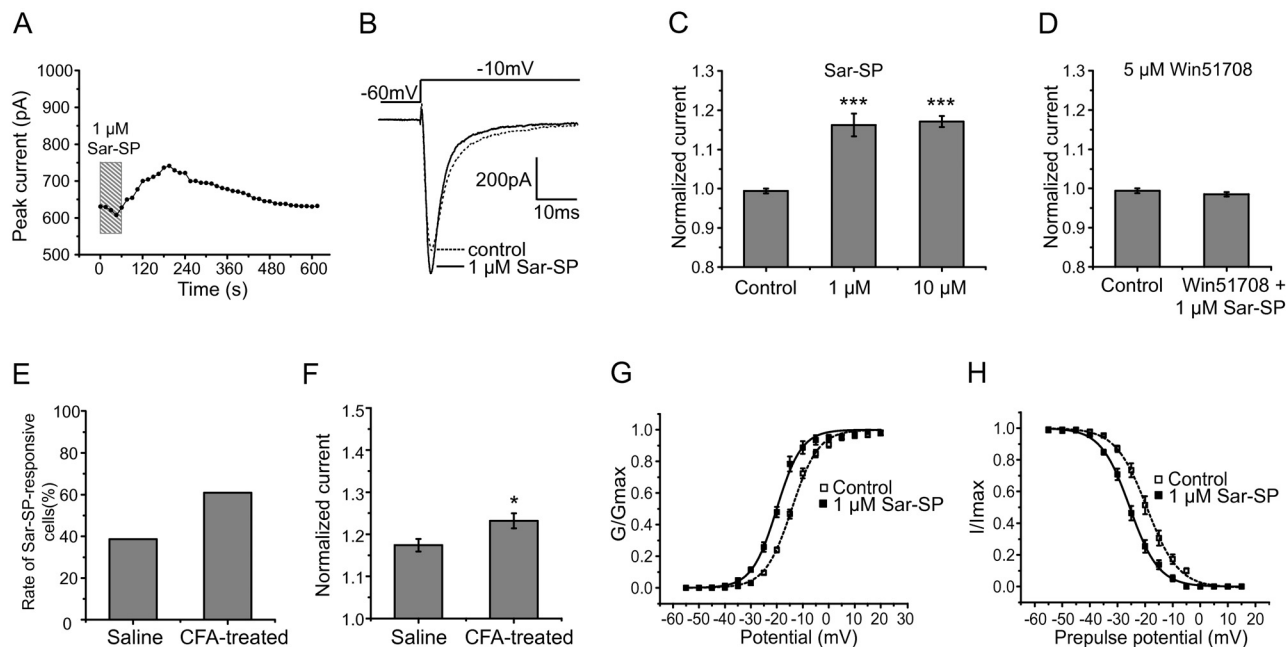 A
Peak current (pA)
1000
900
800
700
600
500
1 µM
Sar-SP
0 120 240 360 480 600
Time (s)
B
-60mV
-10mV
200pA
10ms
control
1 µM Sar-SP
C
Sar-SP
Normalized current
1.3
1.2
1.1
1.0
0.9
0.8
*** ***
Control 1 µM 10 µM
D
5 µM Win51708
Normalized current
1.3
1.2
1.1
1.0
0.9
0.8
Control Win51708 +
1 µM Sar-SP
E
Rate of Sar-SP-responsive
cells(%)
100
80
60
40
20
0
Saline CFA-treated
F
Normalized current
1.5
1.4
1.3
1.2
1.1
1.0
*
Saline CFA-treated
G
G/Gmax
1.0
0.8
0.6
0.4
0.2
0.0
Control
1 µM Sar-SP
-60 -50 -40 -30 -20 -10 0 10 20 30
Potential (mV)
H
I/Imax
1.0
0.8
0.6
0.4
0.2
0.0
Control
1 µM Sar-SP
-60 -50 -40 -30 -20 -10 0 10 20
Prepulse potential (mV)